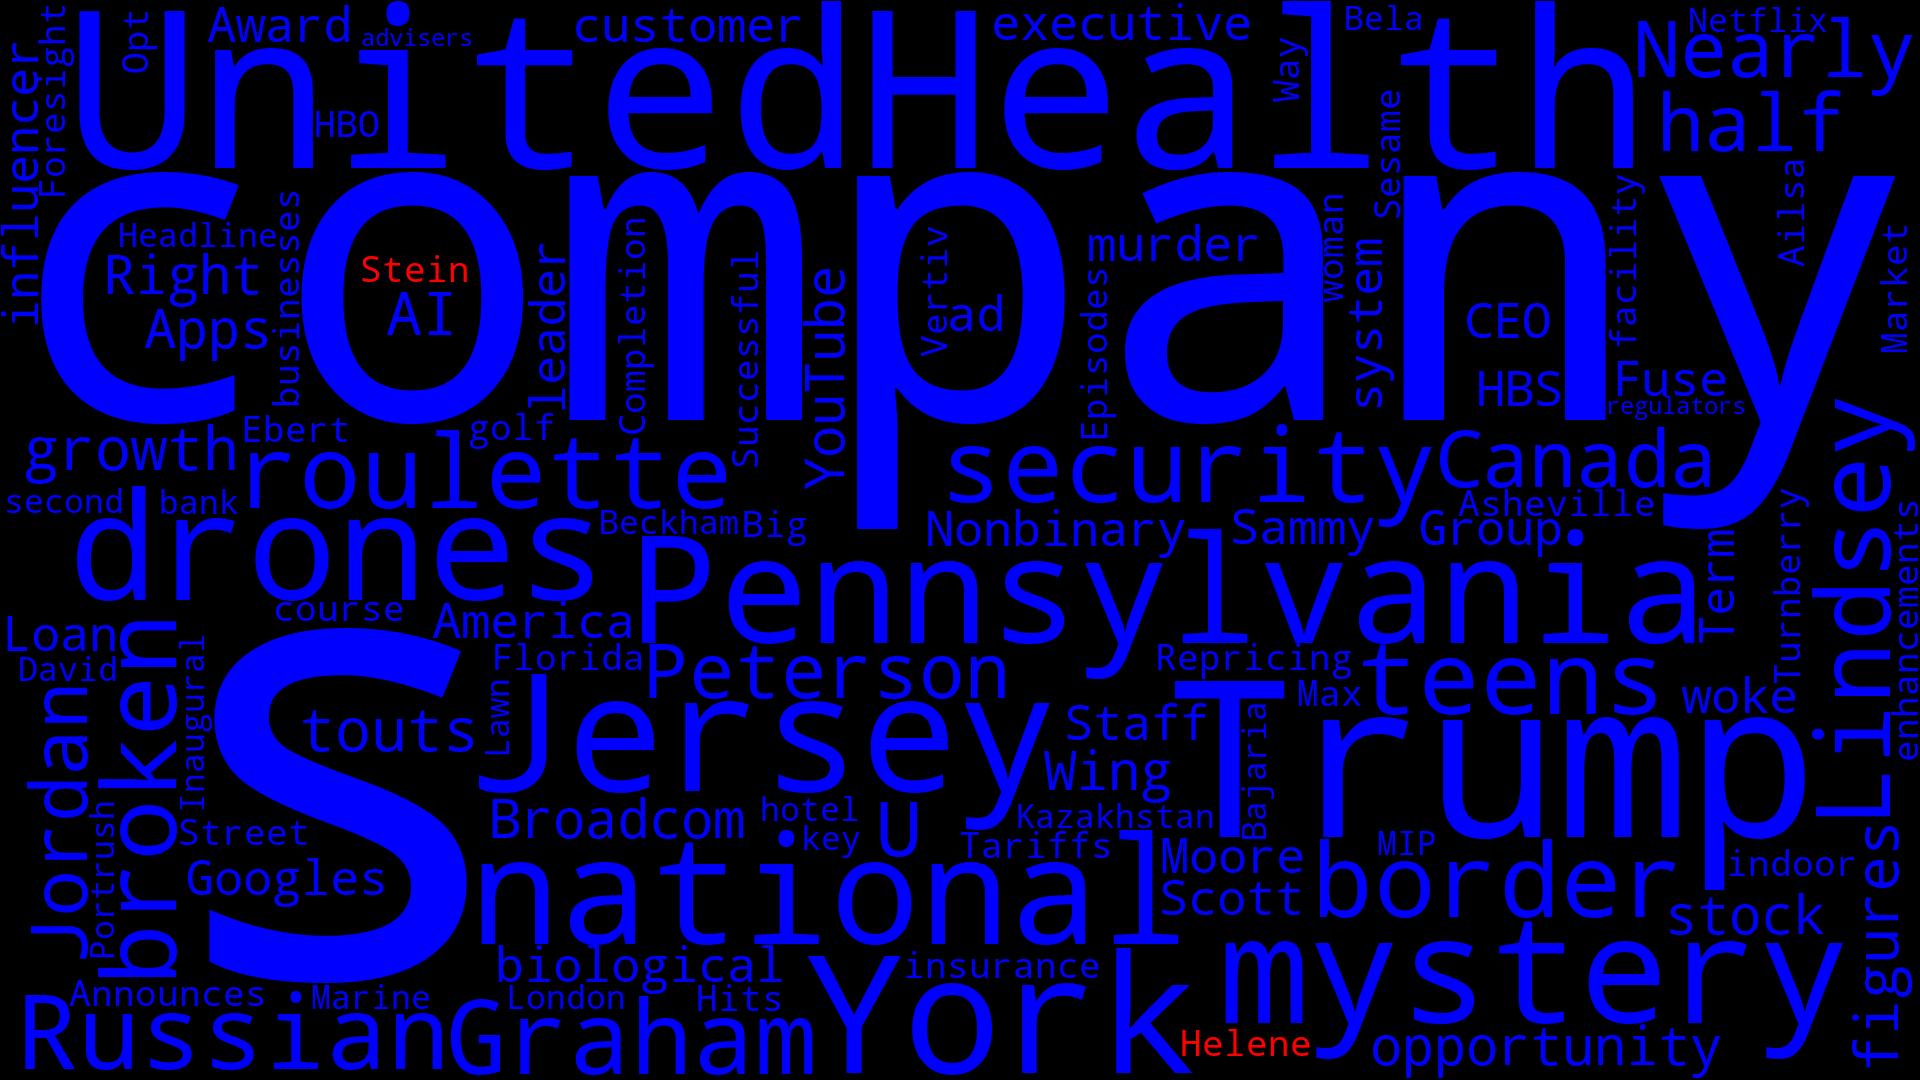 influencer
Foresight
Opt
Award
advisers
customer
executive
Way
Bela
Netflix
Nearly
UnitedHealth
HBO
half
Sesame
company
Headline
Right
Apps
businesses
Stein
AI
leader
Completion
Successful
YouTube
Vertiv
ad
murder
Episodes
woman
system
CEO
HBS
facility
Fuse
regulators
Ailsa
Market
growth
Ebert
golf
roulette
security
Canada
Lindsey
second
bank
drones
Beckham
Big
Nonbinary
Sammy
Group
Asheville
Term
Turnberry
enhancements
Pennsylvania
course
America
Loan
David
broken
Inaugural
S
touts
Florida
Peterson
Lawn
Jersey
Repricing
Max
teens
woke
Staff
Wing
Trump
Bajaria
Jordan
Portrush
Street
Googles
Broadcom
hotel
key
U
Kazakhstan
Tariffs
Moore
Scott
MIP
border
indoor
stock
figures
national
biological
insurance
York
mystery
Announces
Marine
London
Hits
Russian
Graham
Helene
opportunity